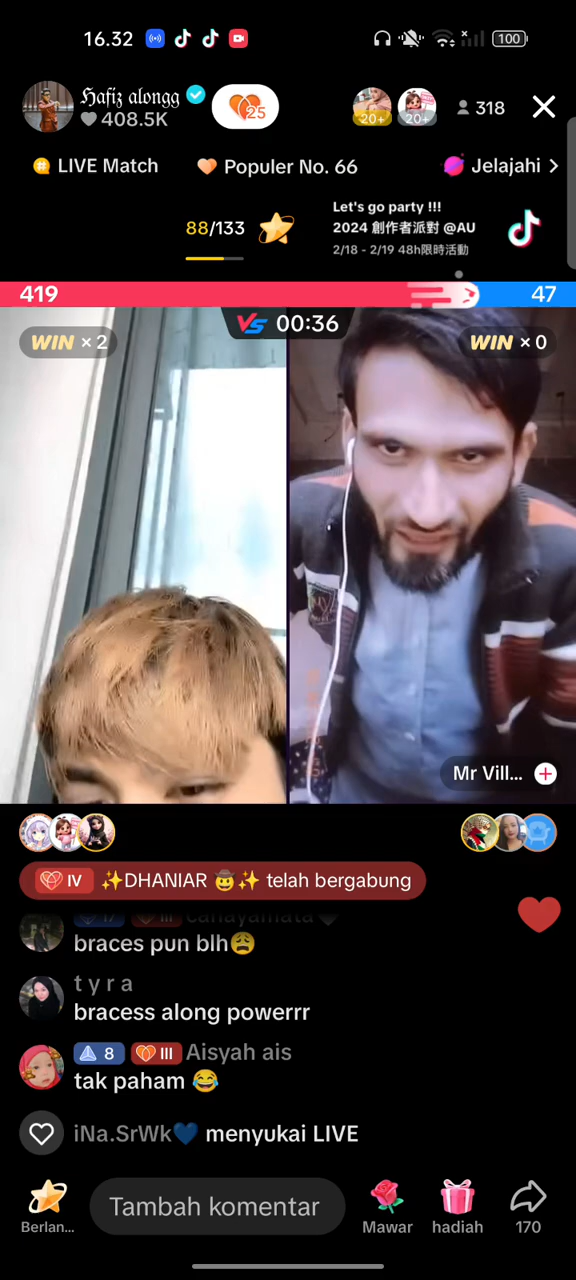 16.32
100
Hafiz alongg
408.5K
25
20+
20+
318
LIVE Match
Populer No. 66
Jelajahi
88/133
Let's go party !!!
2024 創作者派對 @AU
2/18 - 2/19 48h限時活動
419
47
VS 00:36
WIN × 2
WIN × 0
Mr Vill...
IV ✨DHANIAR 🤠✨ telah bergabung
braces pun blh😩
t y r a
bracess along powerrr
8 III Aisyah ais
tak paham 😂
iNa.SrWk💙 menyukai LIVE
Berlan...
Tambah komentar
Mawar
hadiah
170